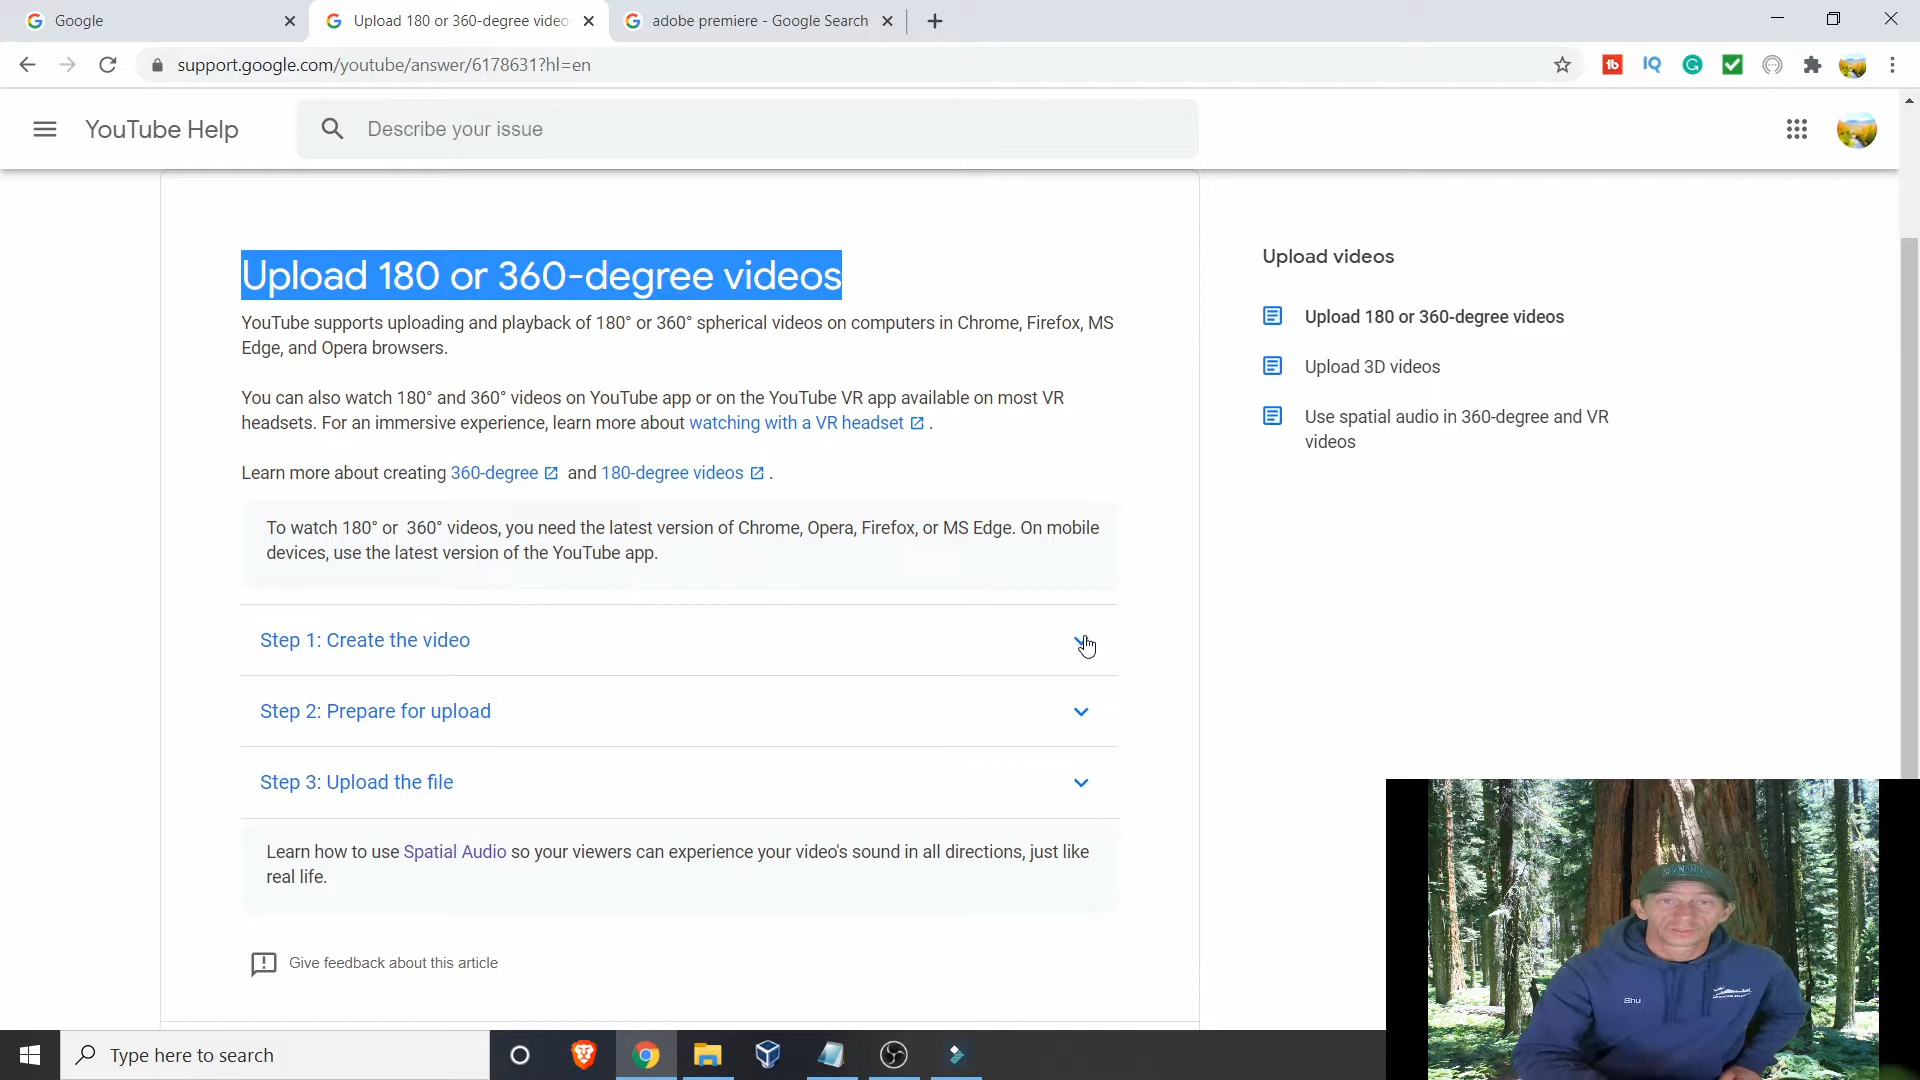 Google
Upload 180 or 360-degree video
adobe premiere - Google Search
support.google.com/youtube/answer/6178631?hl=en
YouTube Help
Describe your issue
Upload 180 or 360-degree videos
YouTube supports uploading and playback of 180° or 360° spherical videos on computers in Chrome, Firefox, MS
Edge, and Opera browsers.
You can also watch 180° and 360° videos on YouTube app or on the YouTube VR app available on most VR
headsets. For an immersive experience, learn more about watching with a VR headset .
Learn more about creating 360-degree and 180-degree videos .
To watch 180° or 360° videos, you need the latest version of Chrome, Opera, Firefox, or MS Edge. On mobile
devices, use the latest version of the YouTube app.
Step 1: Create the video
Step 2: Prepare for upload
Step 3: Upload the file
Learn how to use Spatial Audio so your viewers can experience your video's sound in all directions, just like
real life.
Give feedback about this article
Upload videos
Upload 180 or 360-degree videos
Upload 3D videos
Use spatial audio in 360-degree and VR
videos
Shu
Type here to search